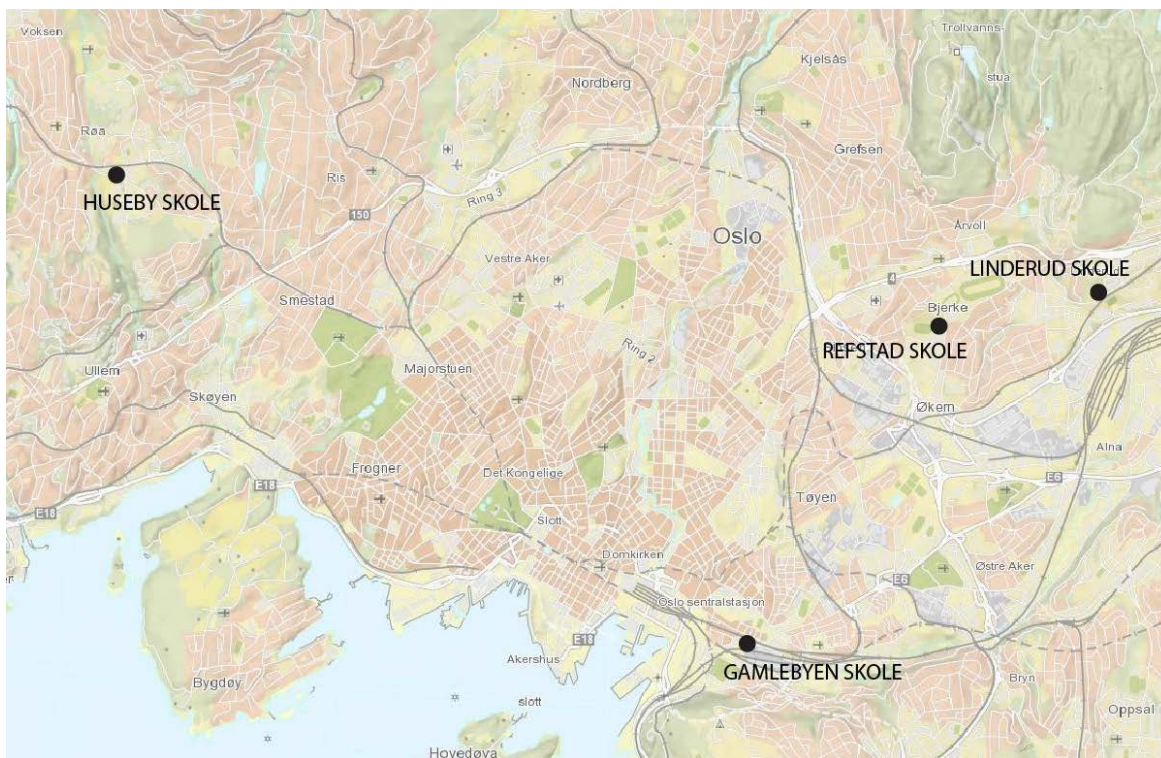 Voksen
Trollvanns-
stua
Kjelsås
Nordberg
Røa
Grefsen
Ris
Ring 3
HUSEBY SKOLE
150
Årvoll
Oslo
Vestre Aker
LINDERUD SKOLE
4
Smestad
Bjerke
Ring 2
REFSTAD SKOLE
Ullern
Majorstuen
Skøyen
Økern
Alna
Frogner
Det Kongelige
E6
E18
Tøyen
E18
Slott
Domkirken
Østre Aker
E6
Oslo sentralstasjon
E18
Akershus
GAMLEBYEN SKOLE
Bryn
Bygdøy
slott
Oppsal
Hovedøya